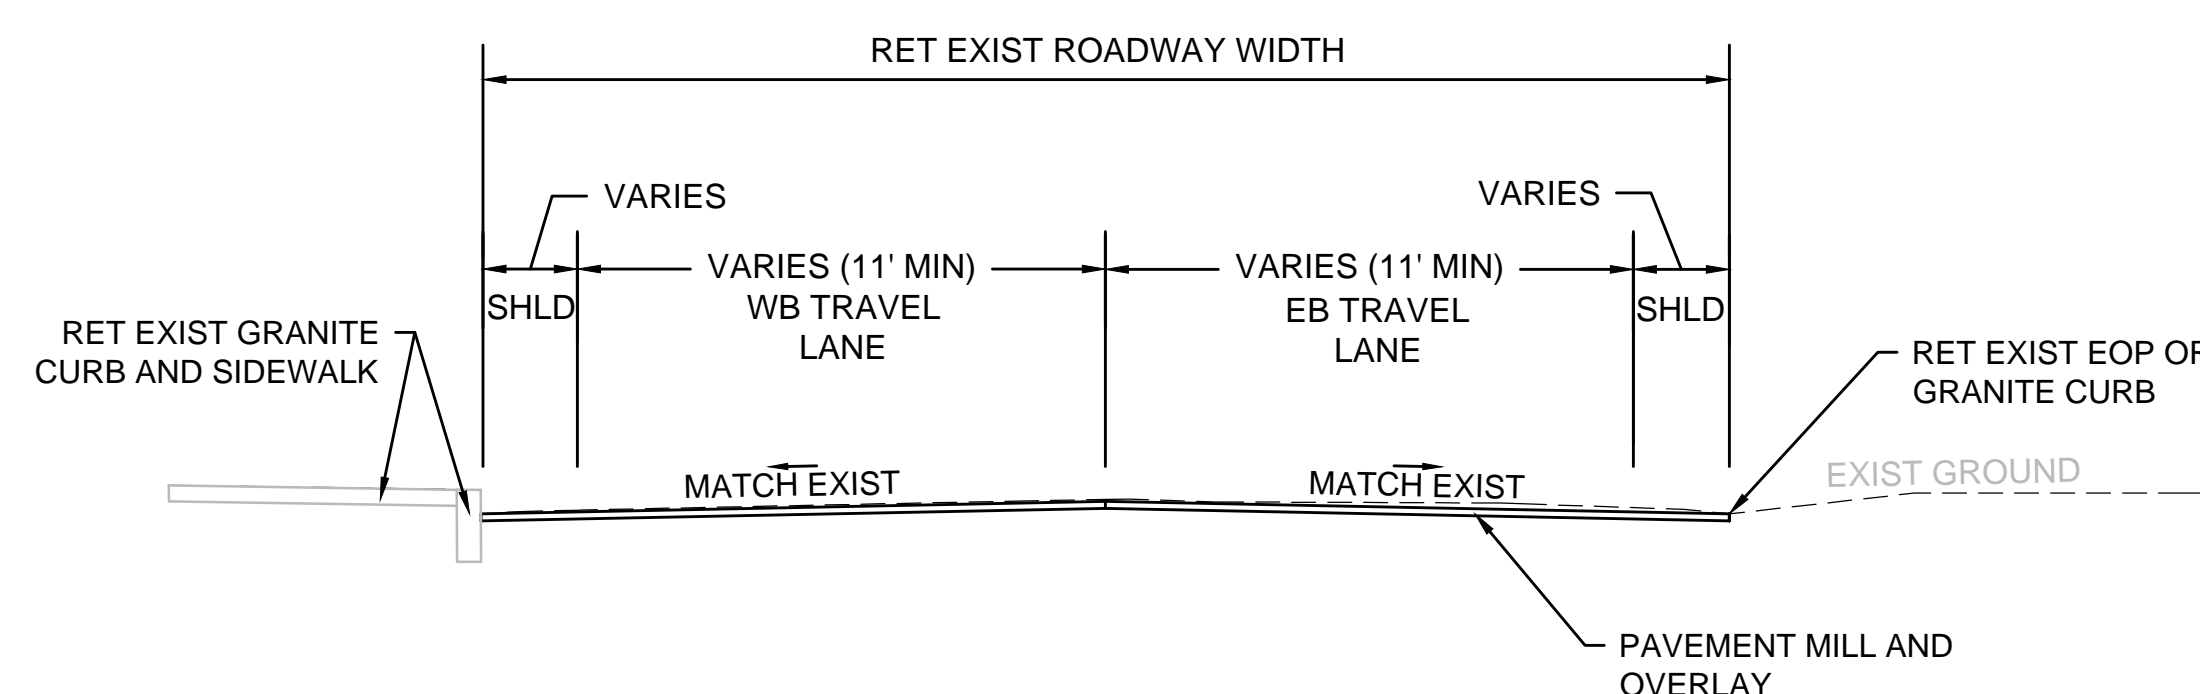 RET EXIST ROADWAY WIDTH
VARIES
VARIES
VARIES (11' MIN)
WB TRAVEL
LANE
VARIES (11' MIN)
EB TRAVEL
LANE
SHLD
SHLD
RET EXIST GRANITE
CURB AND SIDEWALK
RET EXIST EOP OR
GRANITE CURB
MATCH EXIST
MATCH EXIST
EXIST GROUND
PAVEMENT MILL AND
OVERLAY